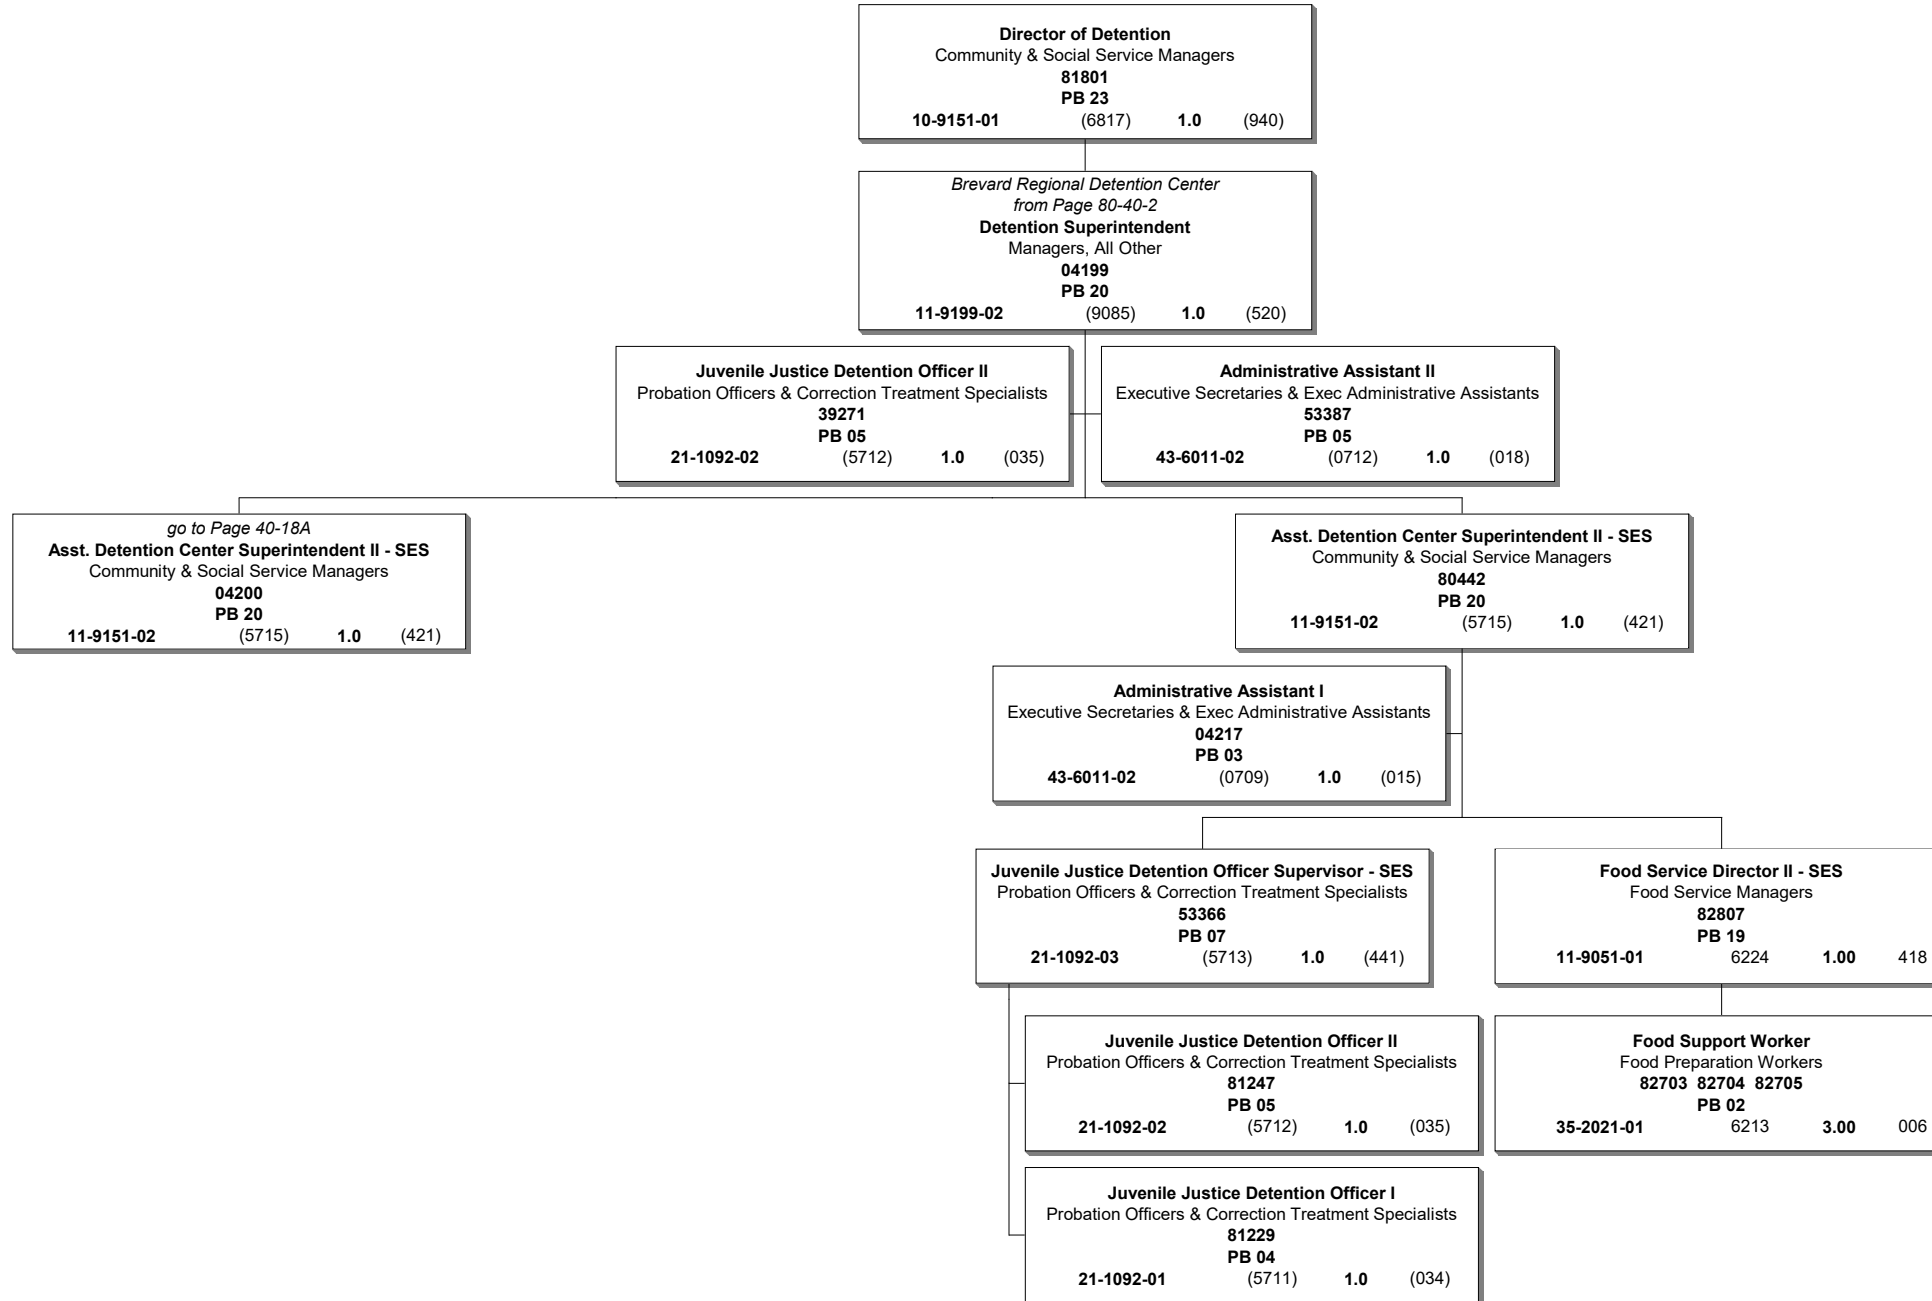 Director of Detention
Community & Social Service Managers
81801
PB 23
10-9151-01 (6817) 1.0 (940)
Brevard Regional Detention Center
from Page 80-40-2
Detention Superintendent
Managers, All Other
04199
PB 20
11-9199-02 (9085) 1.0 (520)
Juvenile Justice Detention Officer II
Probation Officers & Correction Treatment Specialists
39271
PB 05
21-1092-02 (5712) 1.0 (035)
Administrative Assistant II
Executive Secretaries & Exec Administrative Assistants
53387
PB 05
43-6011-02 (0712) 1.0 (018)
go to Page 40-18A
Asst. Detention Center Superintendent II - SES
Community & Social Service Managers
04200
PB 20
11-9151-02 (5715) 1.0 (421)
Asst. Detention Center Superintendent II - SES
Community & Social Service Managers
80442
PB 20
11-9151-02 (5715) 1.0 (421)
Administrative Assistant I
Executive Secretaries & Exec Administrative Assistants
04217
PB 03
43-6011-02 (0709) 1.0 (015)
Juvenile Justice Detention Officer Supervisor - SES
Probation Officers & Correction Treatment Specialists
53366
PB 07
21-1092-03 (5713) 1.0 (441)
Food Service Director II - SES
Food Service Managers
82807
PB 19
11-9051-01 6224 1.00 418
Juvenile Justice Detention Officer II
Probation Officers & Correction Treatment Specialists
81247
PB 05
21-1092-02 (5712) 1.0 (035)
Food Support Worker
Food Preparation Workers
82703 82704 82705
PB 02
35-2021-01 6213 3.00 006
Juvenile Justice Detention Officer I
Probation Officers & Correction Treatment Specialists
81229
PB 04
21-1092-01 (5711) 1.0 (034)